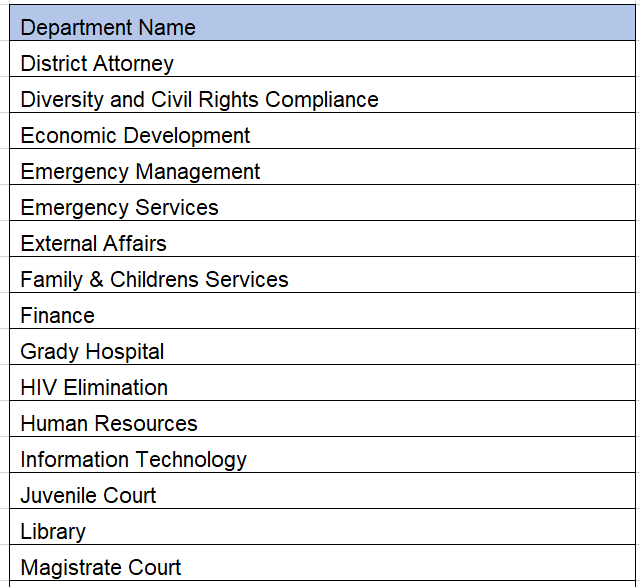 Department Name
District Attorney
Diversity and Civil Rights Compliance
Economic Development
Emergency Management
Emergency Services
External Affairs
Family & Childrens Services
Finance
Grady Hospital
HIV Elimination
Human Resources
Information Technology
Juvenile Court
Library
Magistrate Court